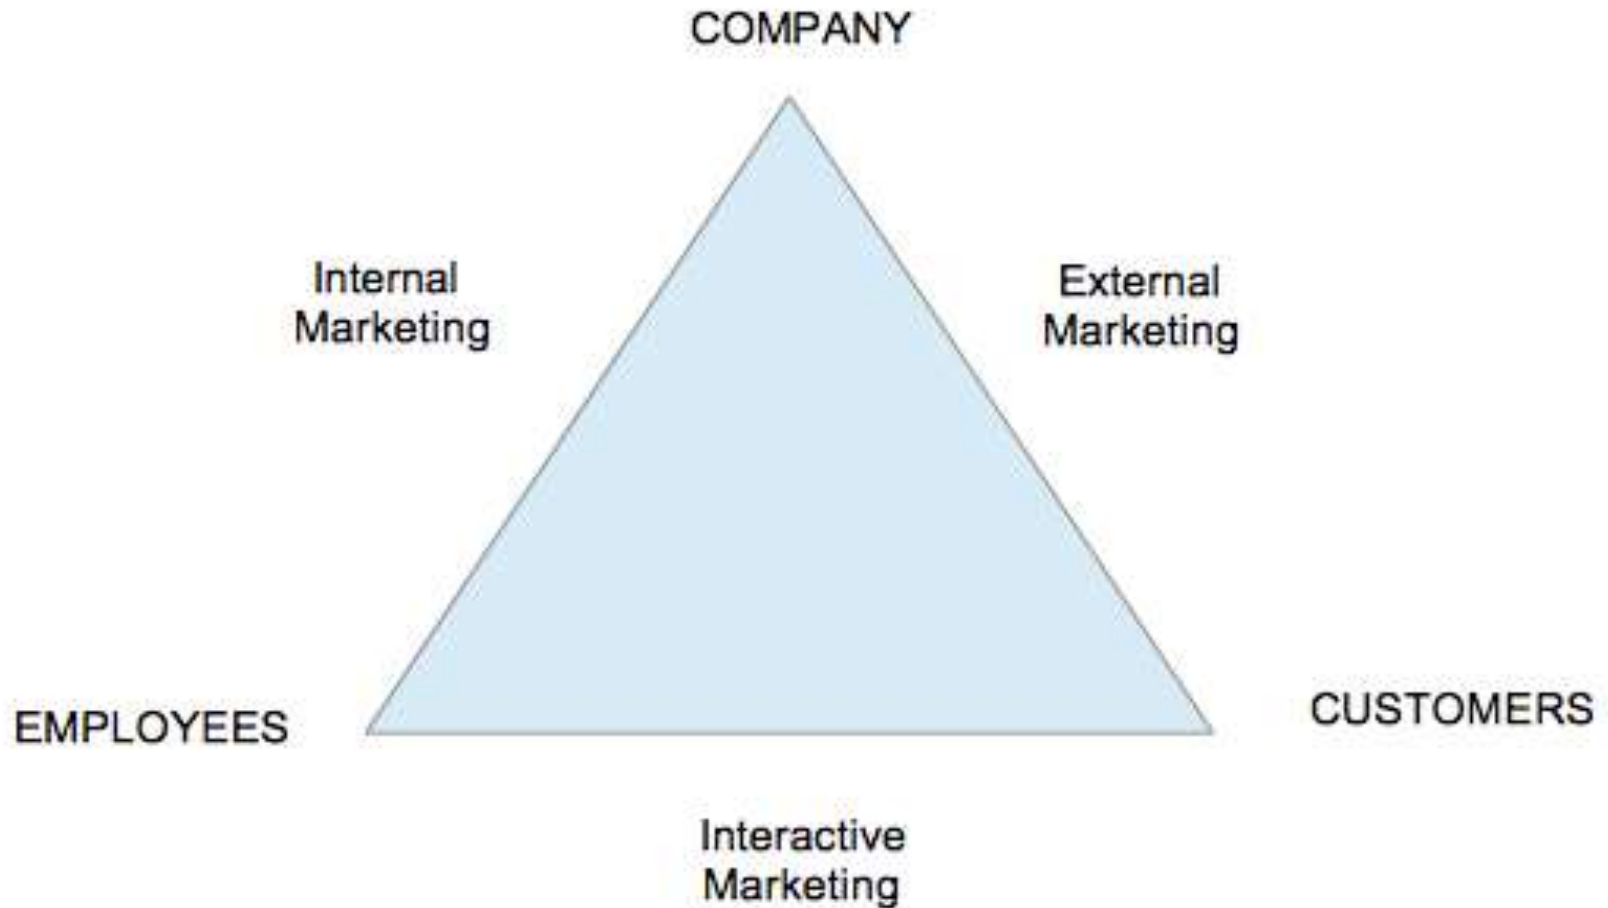 COMPANY
Internal
Marketing
External
Marketing
EMPLOYEES
CUSTOMERS
Interactive
Marketing